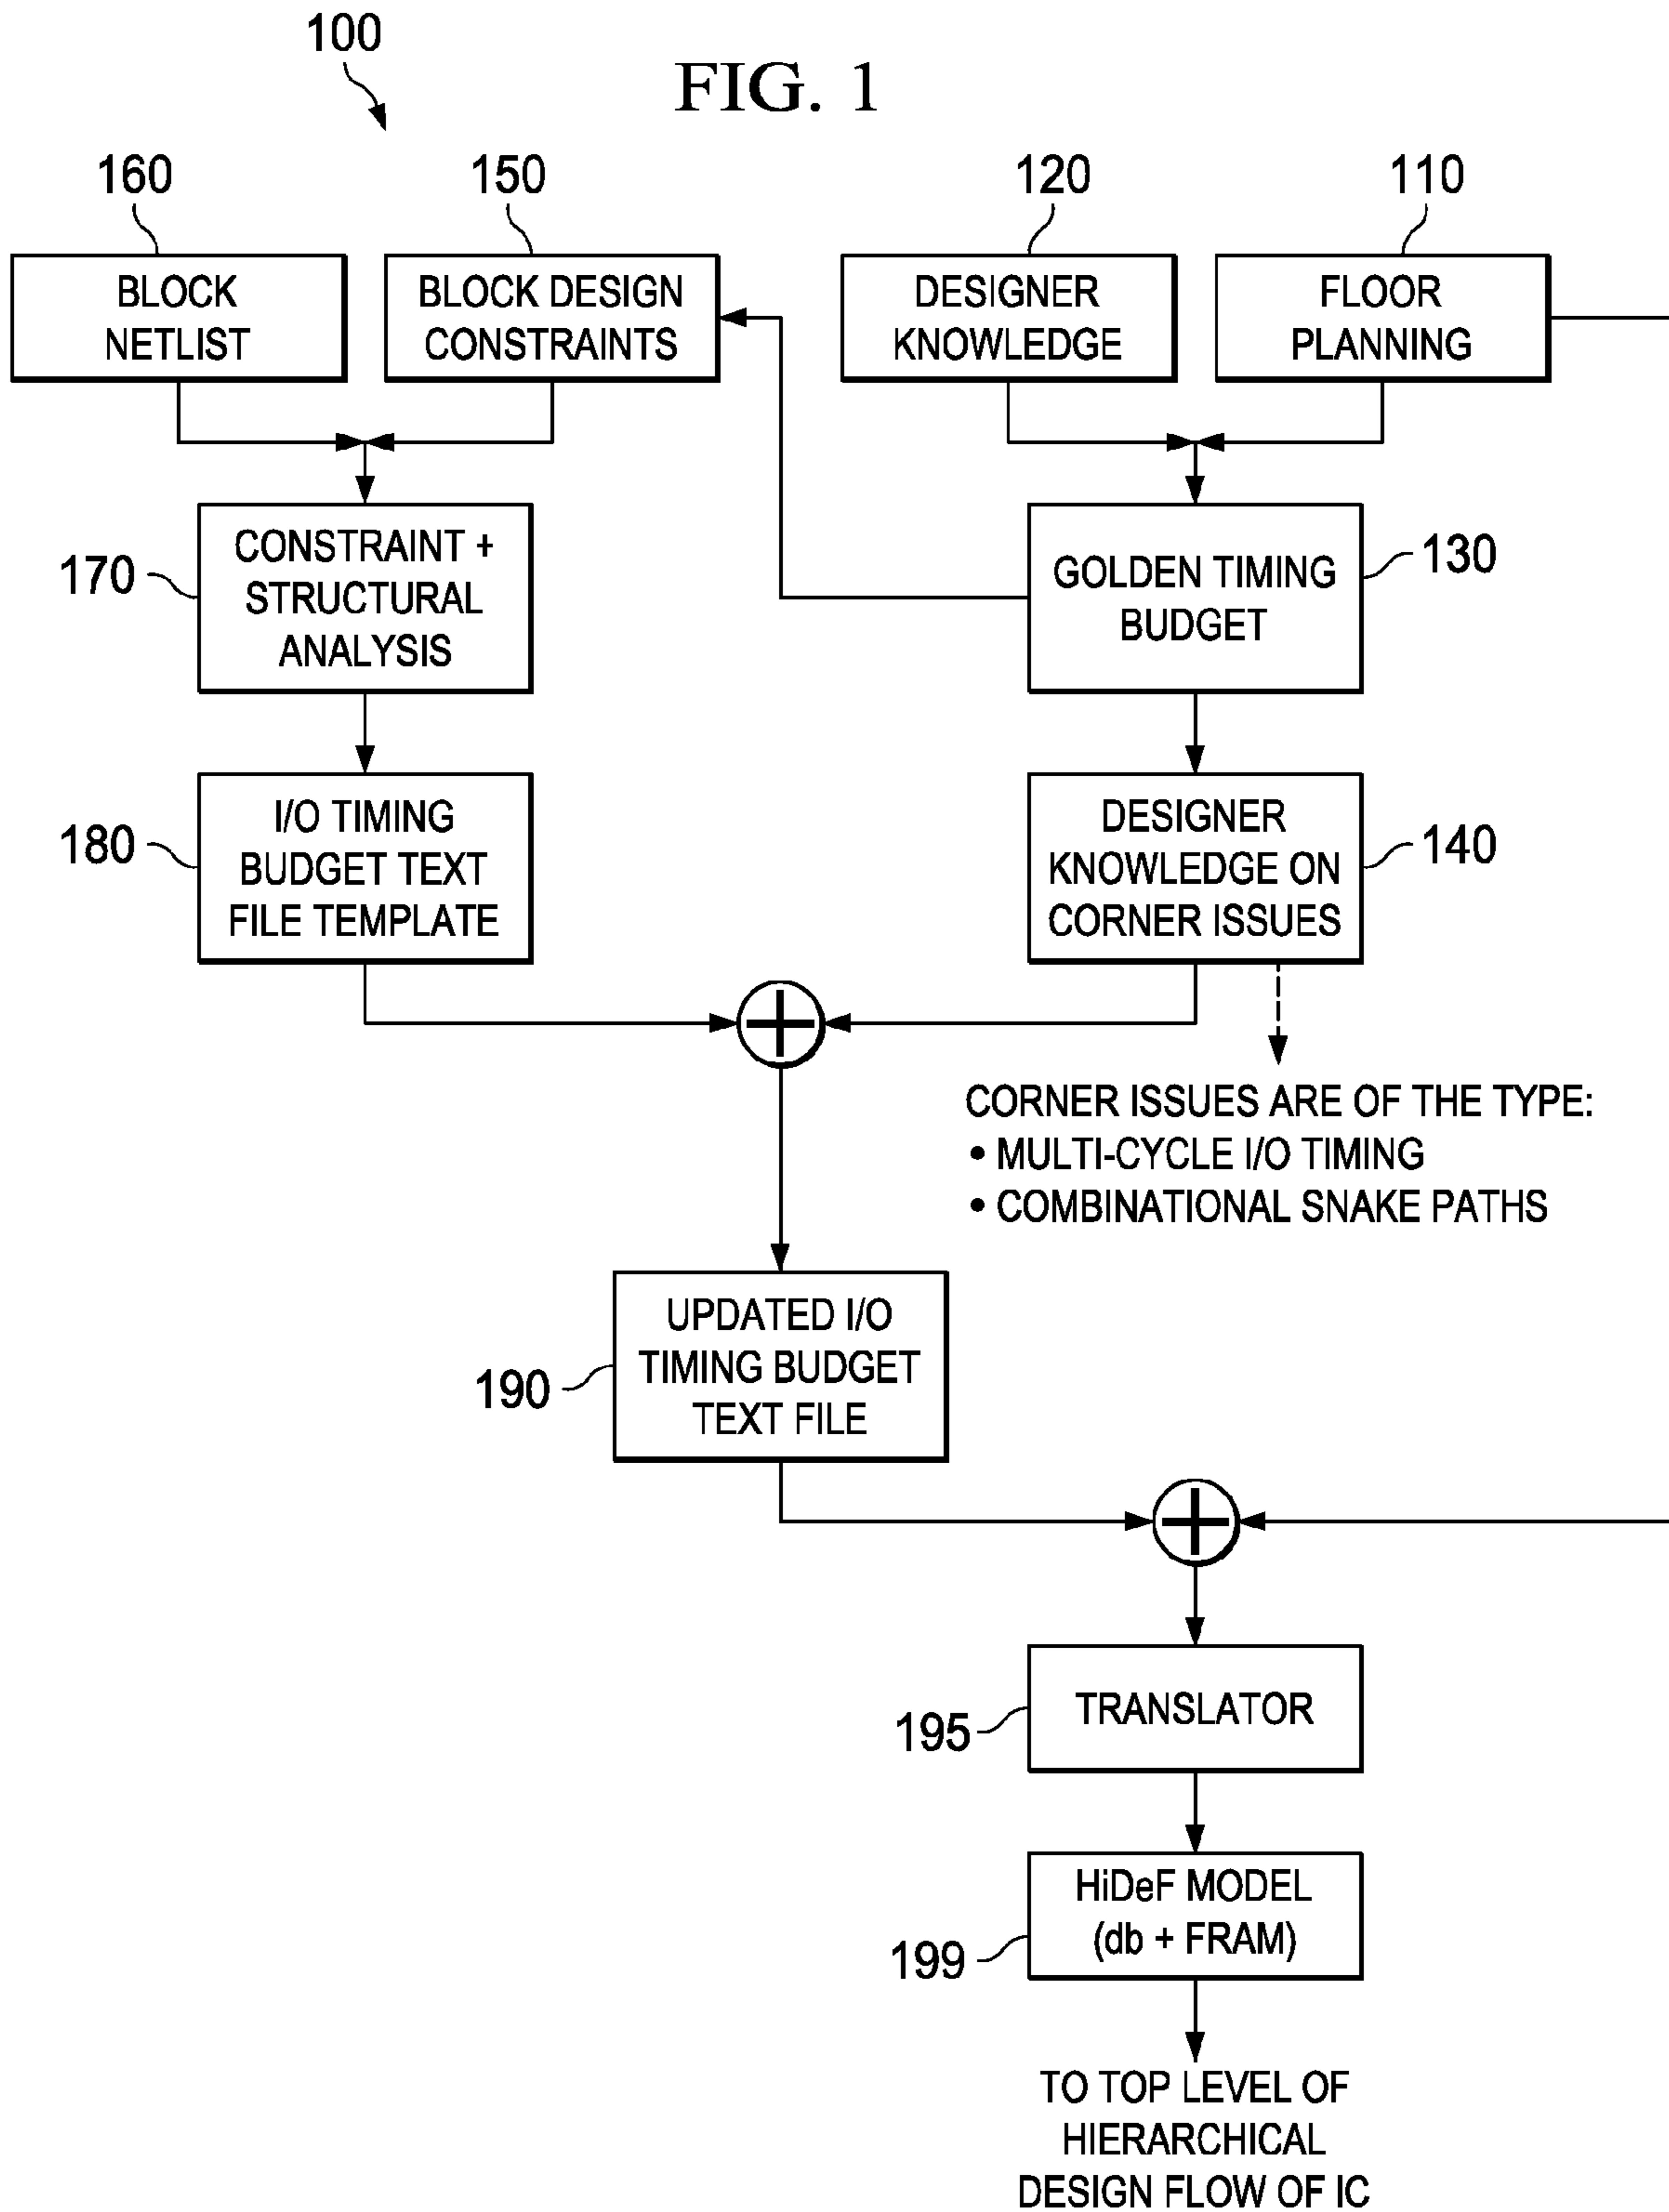 100
FIG. 1
160
150
120
110
BLOCK
NETLIST
BLOCK DESIGN
CONSTRAINTS
DESIGNER
KNOWLEDGE
FLOOR
PLANNING
170
CONSTRAINT +
STRUCTURAL
ANALYSIS
GOLDEN TIMING
BUDGET
130
180
I/O TIMING
BUDGET TEXT
FILE TEMPLATE
DESIGNER
KNOWLEDGE ON
CORNER ISSUES
140
CORNER ISSUES ARE OF THE TYPE:
• MULTI-CYCLE I/O TIMING
• COMBINATIONAL SNAKE PATHS
190
UPDATED I/O
TIMING BUDGET
TEXT FILE
195
TRANSLATOR
199
HiDeF MODEL
(db + FRAM)
TO TOP LEVEL OF
HIERARCHICAL
DESIGN FLOW OF IC